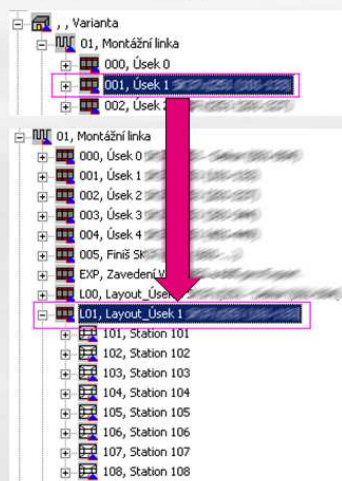 , , Varianta
01, Montážní linka
000, Úsek 0
001, Úsek 1
002, Úsek 2
01, Montážní linka
000, Úsek 0
001, Úsek 1
002, Úsek 2
003, Úsek 3
004, Úsek 4
005, Finiš
EXP, Zavedení
L00, Layout_Úsek
L01, Layout_Úsek 1
101, Station 101
102, Station 102
103, Station 103
104, Station 104
105, Station 105
106, Station 106
107, Station 107
108, Station 108